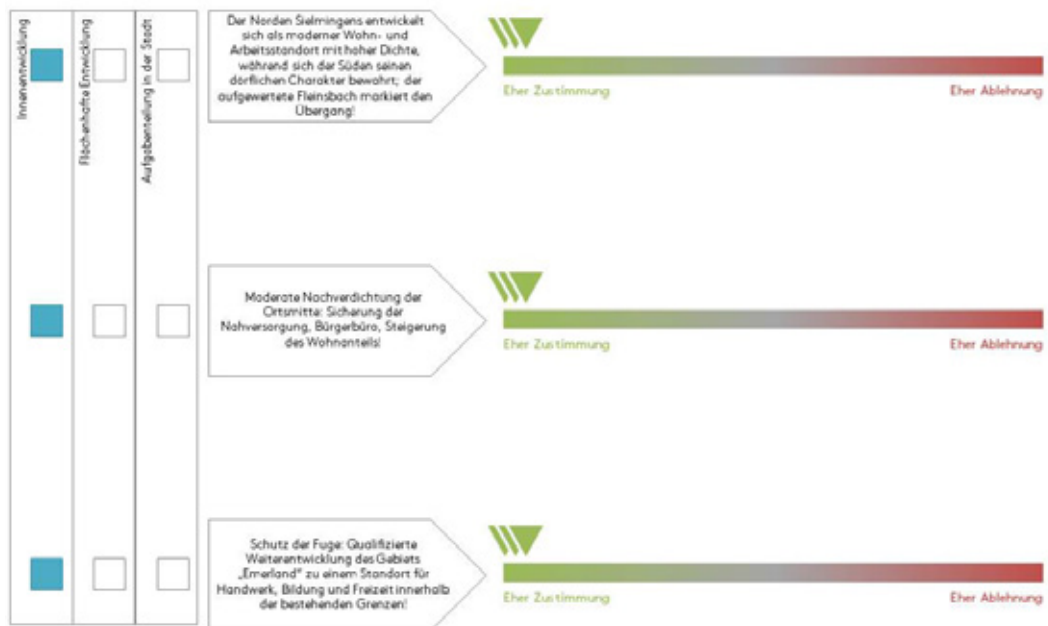 Innenentwicklung
Flächenhafte Entwicklung
Aufgabenteilung in der Stadt
Der Norden Sielmingens entwickelt
sich als moderner Wohn- und
Arbeitsstandort mit hoher Dichte,
während sich der Süden seinen
dörflichen Charakter bewahrt; der
aufgewertete Fleinsbach markiert den
Übergang!
Eher Zustimmung
Eher Ablehnung
Moderate Nachverdichtung der
Ortsmitte: Sicherung der
Nahversorgung, Bürgerbüro, Steigerung
des Wohnanteils!
Eher Zustimmung
Eher Ablehnung
Schutz der Fuge: Qualifizierte
Weiterentwicklung des Gebiets
„Emerland" zu einem Standort für
Handwerk, Bildung und Freizeit innerhalb
der bestehenden Grenzen!
Eher Zustimmung
Eher Ablehnung